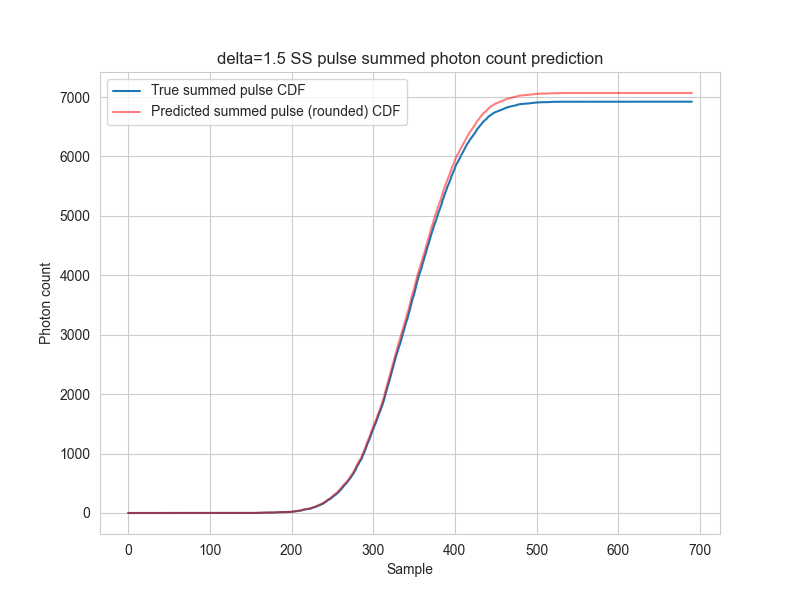 delta=1.5 SS pulse summed photon count prediction
True summed pulse CDF
Predicted summed pulse (rounded) CDF
7000
6000
5000
4000
3000
2000
1000
0
Photon count
0 100 200 300 400 500 600 700
Sample